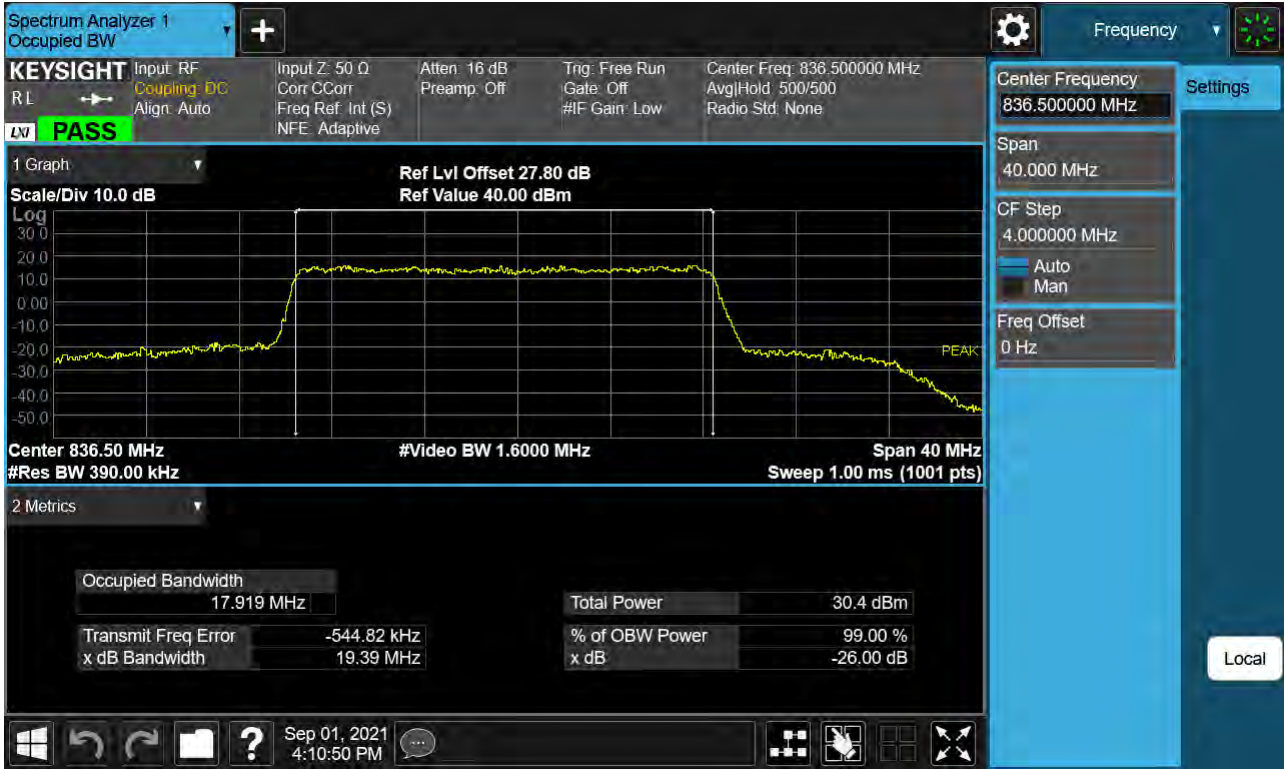 Spectrum Analyzer 1
Occupied BW
+
Frequency
KEYSIGHT
R L
LXI
PASS
Input: RF
Coupling: DC
Align: Auto
Input Z: 50 Ω
Corr CCorr
Freq Ref: Int (S)
NFE: Adaptive
Atten: 16 dB
Preamp: Off
Trig: Free Run
Gate: Off
#IF Gain: Low
Center Freq: 836.500000 MHz
Avg|Hold: 500/500
Radio Std: None
Center Frequency
836.500000 MHz
Settings
Span
40.000 MHz
CF Step
4.000000 MHz
Auto
Man
Freq Offset
0 Hz
Local
1 Graph
Scale/Div 10.0 dB
Ref Lvl Offset 27.80 dB
Ref Value 40.00 dBm
Log
30.0
20.0
10.0
0.00
-10.0
-20.0
-30.0
-40.0
-50.0
PEAK
Center 836.50 MHz
#Video BW 1.6000 MHz
Span 40 MHz
#Res BW 390.00 kHz
Sweep 1.00 ms (1001 pts)
2 Metrics
Occupied Bandwidth
17.919 MHz
Total Power 30.4 dBm
Transmit Freq Error -544.82 kHz
% of OBW Power 99.00 %
x dB Bandwidth 19.39 MHz
x dB -26.00 dB
?
Sep 01, 2021
4:10:50 PM